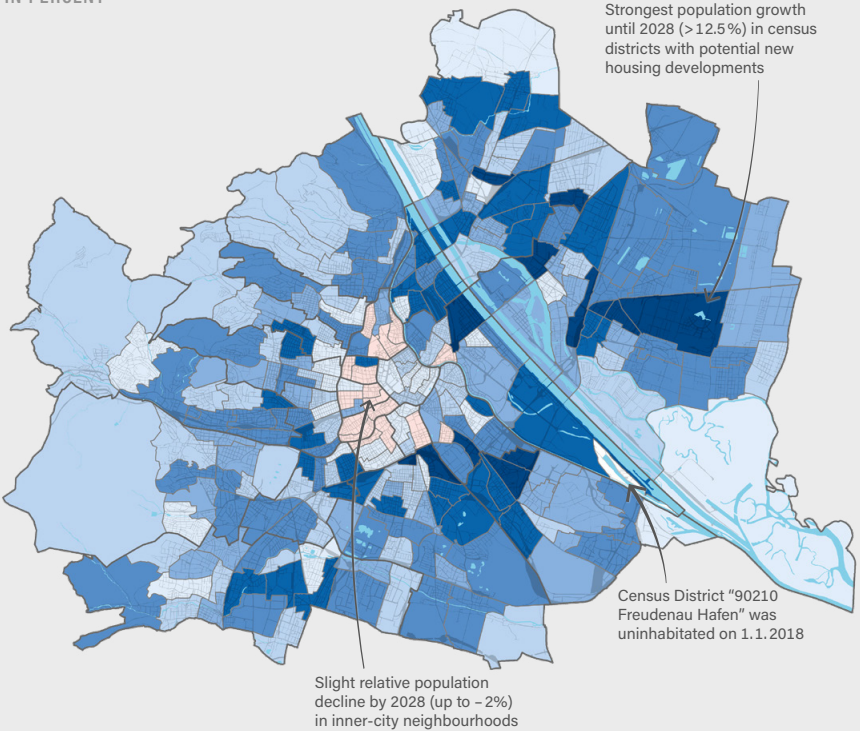 IN PERCENT
Strongest population growth
until 2028 (>12.5%) in census
districts with potential new
housing developments
Census District “90210
Freudenau Hafen” was
uninhabitated on 1.1.2018
Slight relative population
decline by 2028 (up to –2%)
in inner-city neighbourhoods